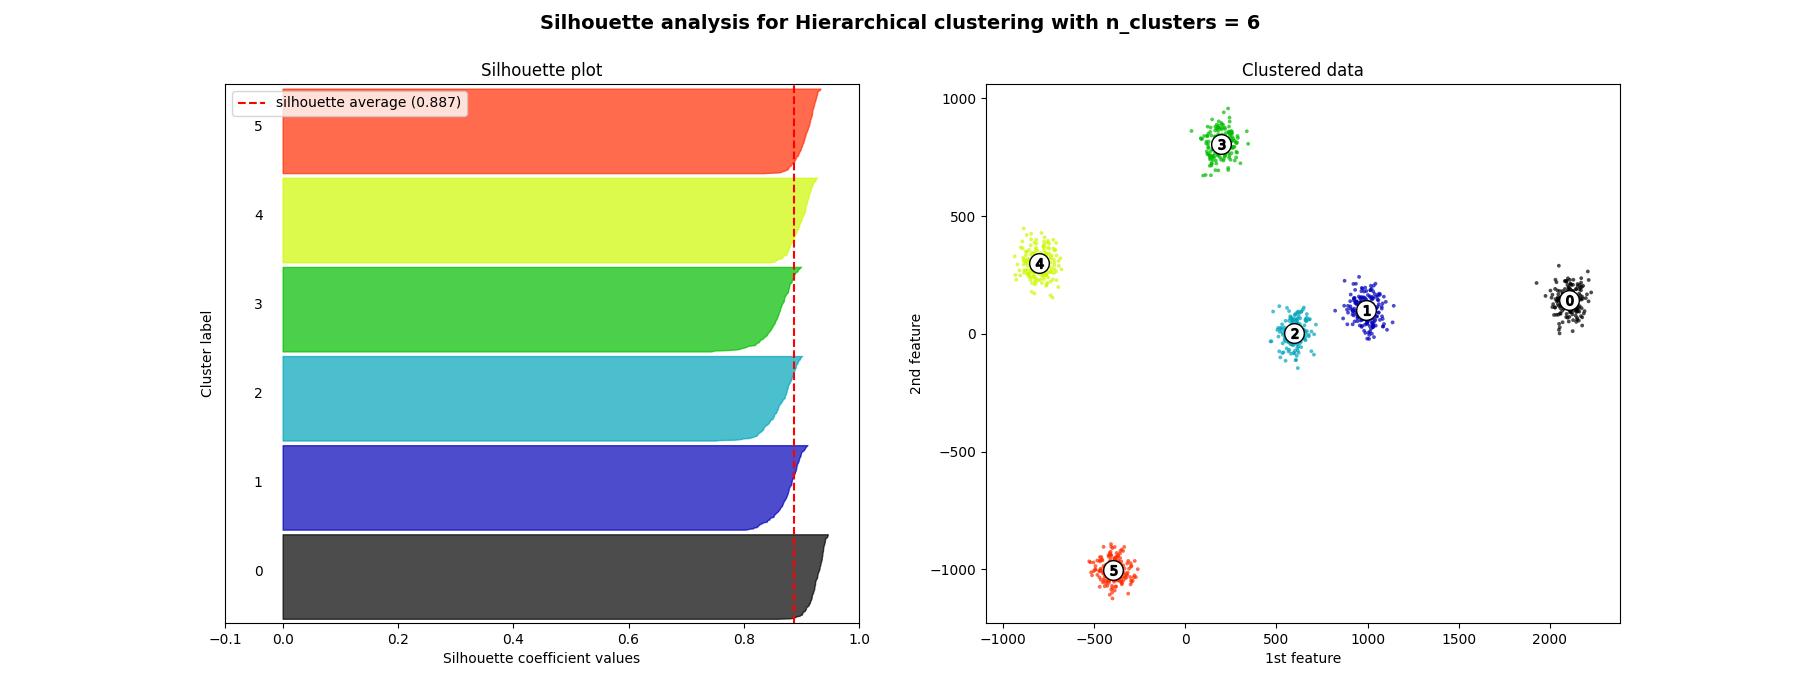 Silhouette analysis for Hierarchical clustering with n_clusters = 6
Silhouette plot
silhouette average (0.887)
5
4
3
2
1
0
Cluster label
−0.1 0.0 0.2 0.4 0.6 0.8 1.0
Silhouette coefficient values
Clustered data
1000
500
0
−500
−1000
2nd feature
3
4
0
1
2
5
−1000 −500 0 500 1000 1500 2000
1st feature